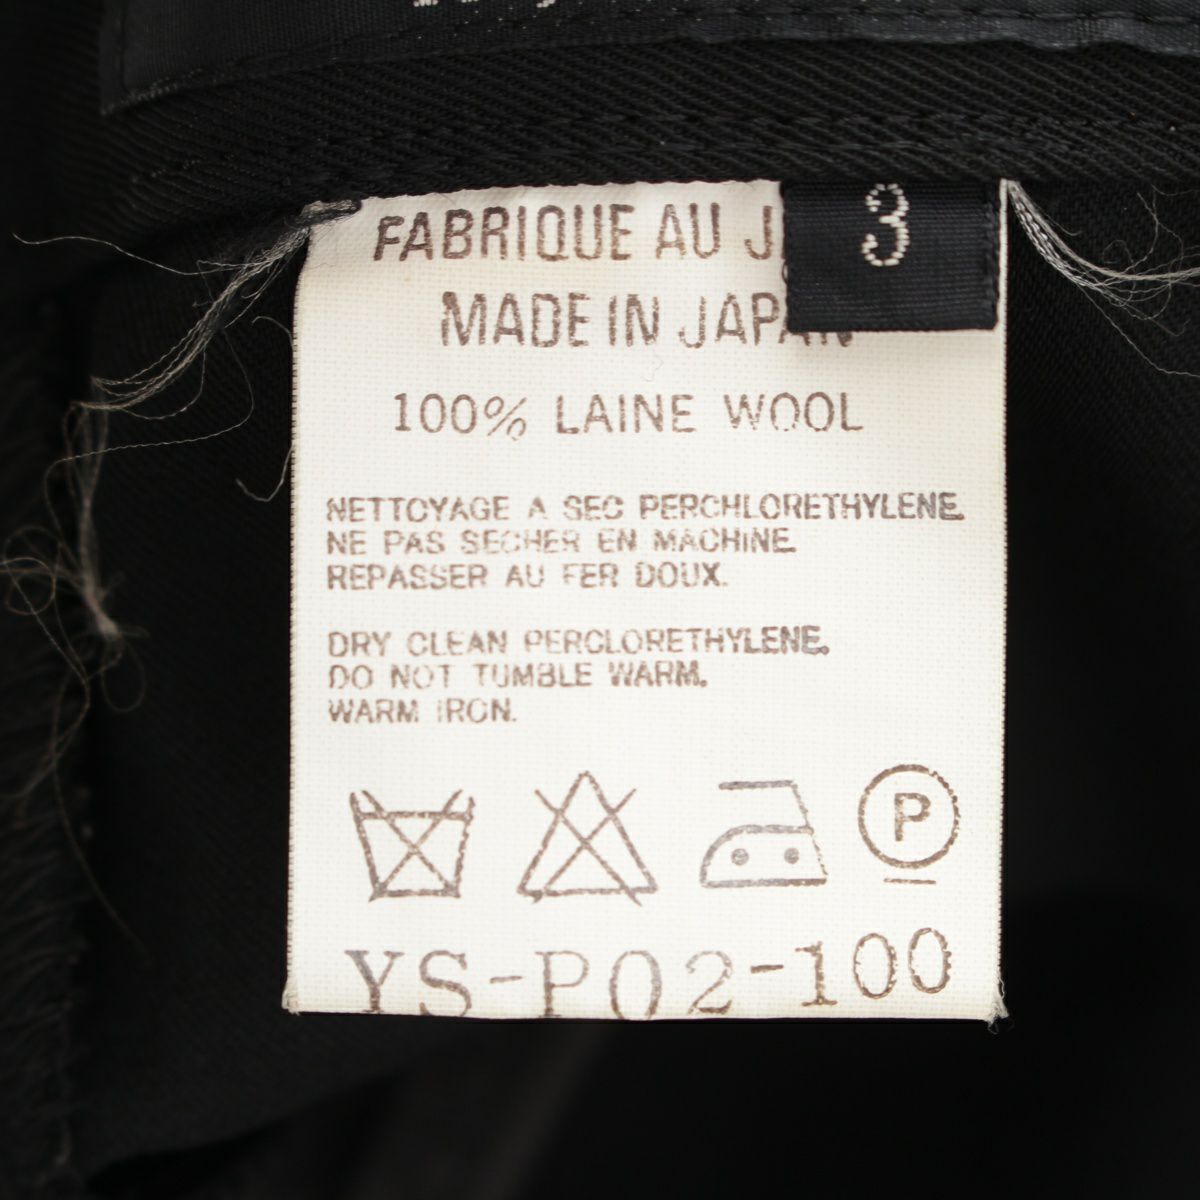 FABRIQUE AU
3
MADE IN JAPAN
100% LAINE WOOL
NETTOYAGE A SEC PERCHLORETHYLENE.
NE PAS SECHER EN MACHINE.
REPASSER AU FER DOUX.
DRY CLEAN PERCLORETHYLENE.
DO NOT TUMBLE WARM.
WARM IRON.
P
YS-P02-100